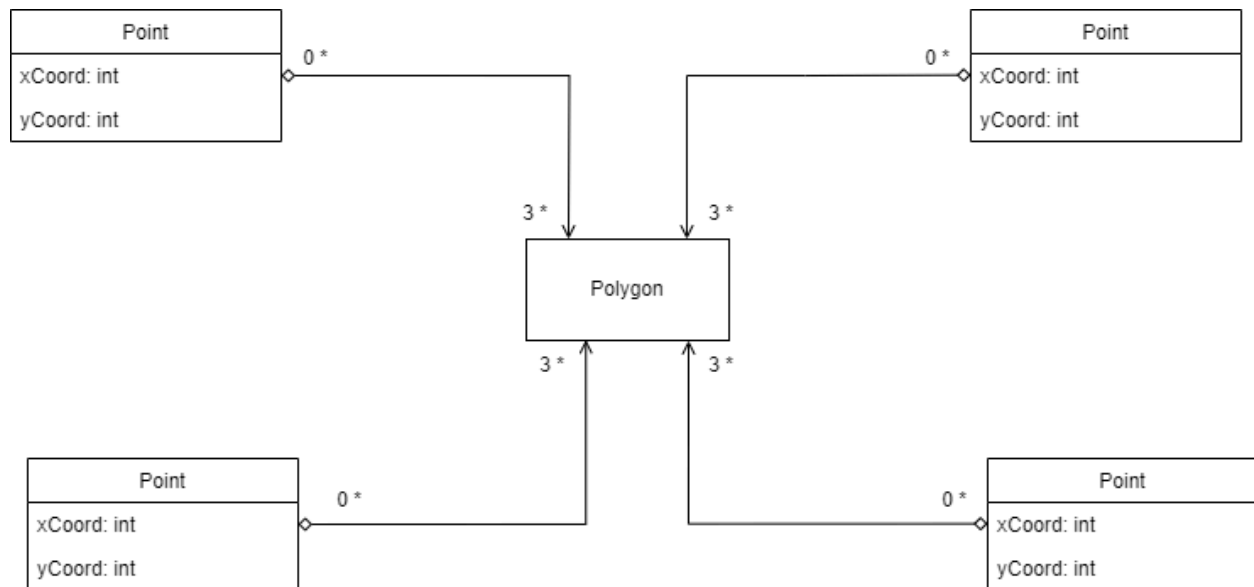 Point
xCoord: int
yCoord: int
0 *
3 *
Point
xCoord: int
yCoord: int
0 *
3 *
Polygon
Point
xCoord: int
yCoord: int
0 *
3 *
Point
xCoord: int
yCoord: int
0 *
3 *